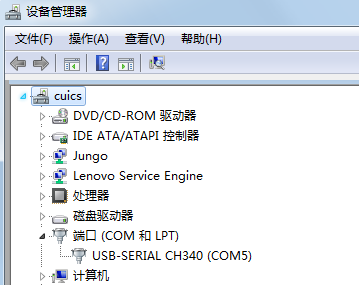 设备管理器
文件(F) 操作(A) 查看(V) 帮助(H)
cuics
DVD/CD-ROM 驱动器
IDE ATA/ATAPI 控制器
Jungo
Lenovo Service Engine
处理器
磁盘驱动器
端口 (COM 和 LPT)
USB-SERIAL CH340 (COM5)
计算机